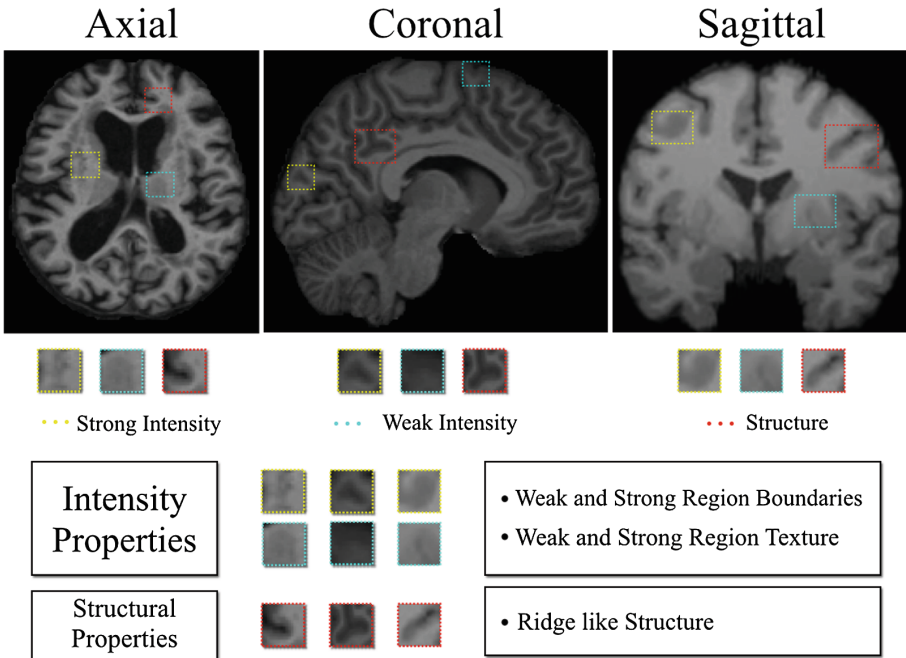 Axial Coronal Sagittal
Strong Intensity Weak Intensity Structure
Intensity
Properties
• Weak and Strong Region Boundaries
• Weak and Strong Region Texture
Structural
Properties
• Ridge like Structure